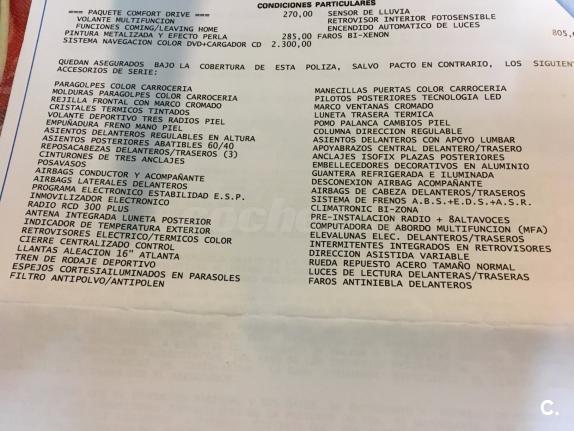 CONDICIONES PARTICULARES
=== PAQUETE COMFORT DRIVE === 270,00 SENSOR DE LLUVIA
VOLANTE MULTIFUNCION RETROVISOR INTERIOR FOTOSENSIBLE
FUNCIONES COMING/LEAVING HOME ENCENDIDO AUTOMATICO DE LUCES
PINTURA METALIZADA Y EFECTO PERLA 285,00 FAROS BI-XENON 805,
SISTEMA NAVEGACION COLOR DVD+CARGADOR CD 2.300,00
QUEDAN ASEGURADOS BAJO LA COBERTURA DE ESTA POLIZA, SALVO PACTO EN CONTRARIO, LOS SIGUIENT
ACCESORIOS DE SERIE:
PARAGOLPES COLOR CARROCERIA
MOLDURAS PARAGOLPES COLOR CARROCERIA
REJILLA FRONTAL CON MARCO CROMADO
CRISTALES TERMICOS TINTADOS
VOLANTE DEPORTIVO TRES RADIOS PIEL
EMPUÑADURA FRENO MANO PIEL
ASIENTOS DELANTEROS REGULABLES EN ALTURA
ASIENTOS POSTERIORES ABATIBLES 60/40
REPOSACABEZAS DELANTEROS/TRASEROS (3)
CINTURONES DE TRES ANCLAJES
POSAVASOS
AIRBAGS CONDUCTOR Y ACOMPAÑANTE
AIRBAGS LATERALES DELANTEROS
PROGRAMA ELECTRONICO ESTABILIDAD E.S.P.
INMOVILIZADOR ELECTRONICO
RADIO RCD 300 PLUS
ANTENA INTEGRADA LUNETA POSTERIOR
INDICADOR DE TEMPERATURA EXTERIOR
RETROVISORES ELECTRICO/TERMICOS COLOR
CIERRE CENTRALIZADO CONTROL
LLANTAS ALEACION 16" ATLANTA
TREN DE RODAJE DEPORTIVO
ESPEJOS CORTESIAILUMINADOS EN PARASOLES
FILTRO ANTIPOLVO/ANTIPOLEN
MANECILLAS PUERTAS COLOR CARROCERIA
PILOTOS POSTERIORES TECNOLOGIA LED
MARCO VENTANAS CROMADO
LUNETA TRASERA TERMICA
POMO PALANCA CAMBIOS PIEL
COLUMNA DIRECCION REGULABLE
ASIENTOS DELANTEROS CON APOYO LUMBAR
APOYABRAZO CENTRAL DELANTERO/TRASERO
ANCLAJES ISOFIX PLAZAS POSTERIORES
EMBELLECEDORES DECORATIVOS EN ALUMINIO
GUANTERA REFRIGERADA E ILUMINADA
DESCONEXION AIRBAG ACOMPAÑANTE
AIRBAGS DE CABEZA DELANTEROS/TRASEROS
SISTEMA DE FRENOS A.B.S.+E.D.S.+A.S.R.
CLIMATRONIC BI-ZONA
PRE-INSTALACION RADIO + 8ALTAVOCES
COMPUTADORA DE ABORDO MULTIFUNCION (MFA)
ELEVALUNAS ELEC. DELANTEROS/TRASEROS
INTERMITENTES INTEGRADOS EN RETROVISORES
DIRECCION ASISTIDA VARIABLE
RUEDA REPUESTO ACERO TAMAÑO NORMAL
LUCES DE LECTURA DELANTERAS/TRASERAS
FAROS ANTINIEBLA DELANTEROS
C.